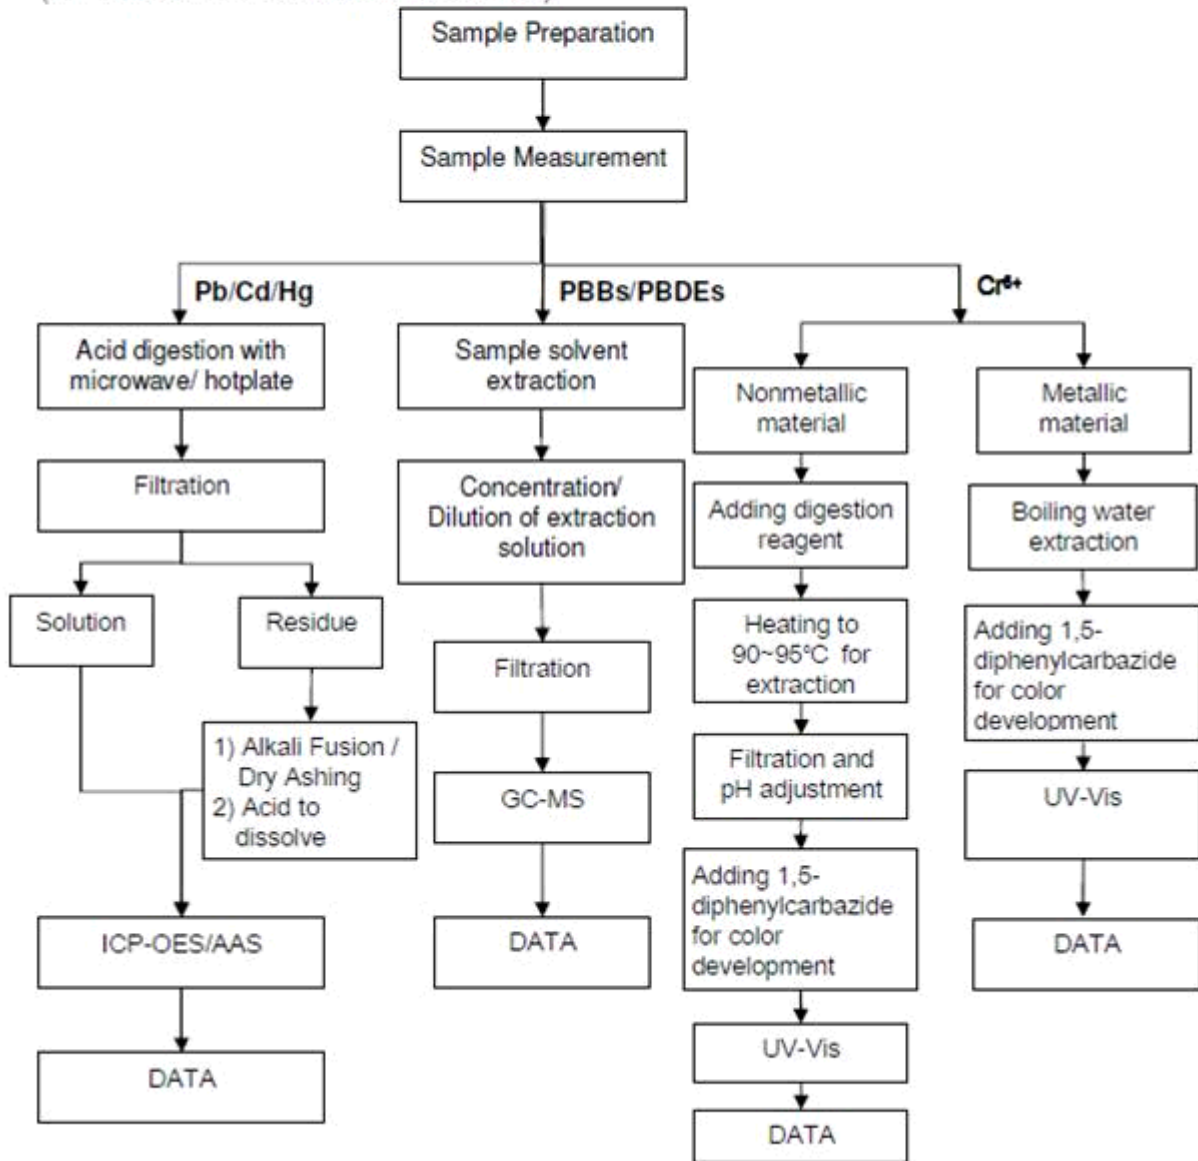 Sample Preparation
Sample Measurement
Pb/Cd/Hg
PBBs/PBDEs
Cr⁶⁺
Acid digestion with
microwave/ hotplate
Filtration
Solution
Residue
1) Alkali Fusion /
Dry Ashing
2) Acid to
dissolve
ICP-OES/AAS
DATA
Sample solvent
extraction
Concentration/
Dilution of extraction
solution
Filtration
GC-MS
DATA
Nonmetallic
material
Adding digestion
reagent
Heating to
90~95°C for
extraction
Filtration and
pH adjustment
Adding 1,5-
diphenylcarbazide
for color
development
UV-Vis
DATA
Metallic
material
Boiling water
extraction
Adding 1,5-
diphenylcarbazide
for color
development
UV-Vis
DATA